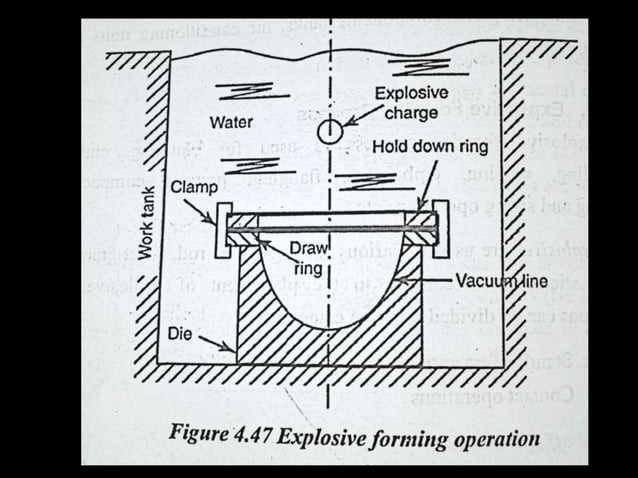 Explosive
charge
Water
Hold down ring
Clamp
Work tank
Draw
ring
Vacuum line
Die
Figure 4.47 Explosive forming operation